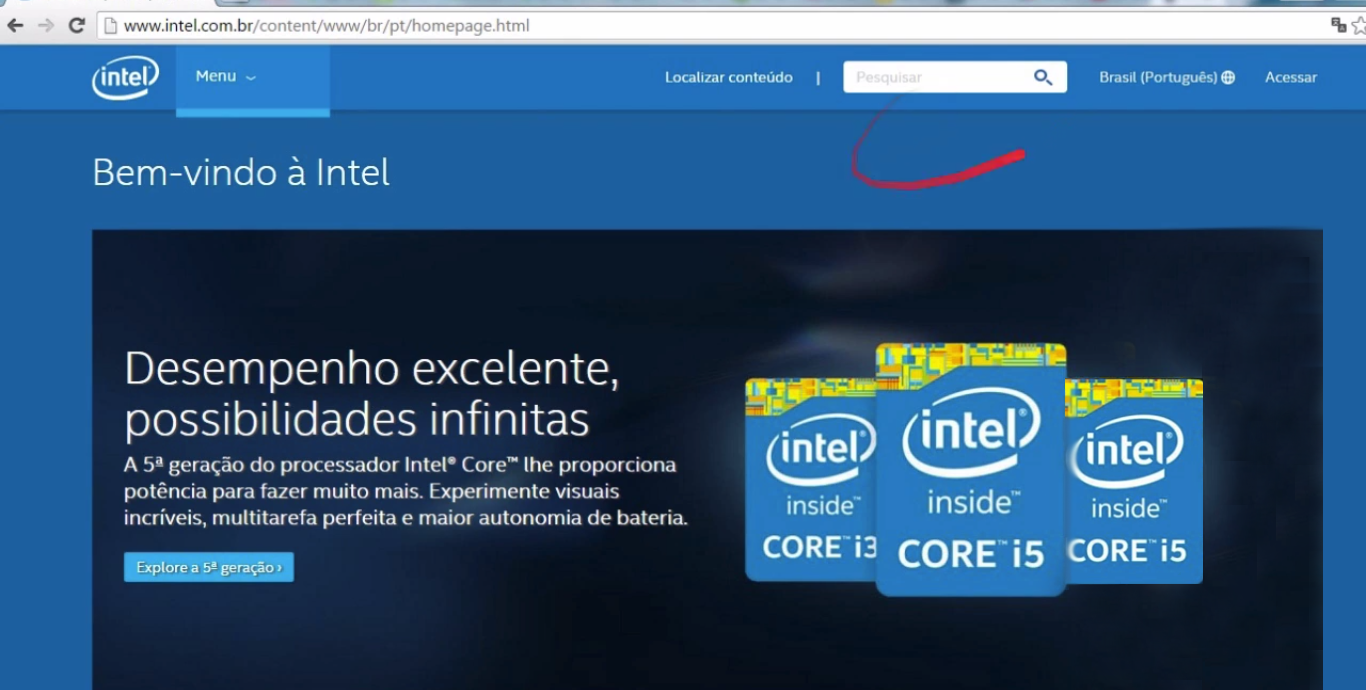 www.intel.com.br/content/www/br/pt/homepage.html
intel Menu Localizar conteúdo | Pesquisar Brasil (Português) Acessar
Bem-vindo à Intel
Desempenho excelente,
possibilidades infinitas
A 5ª geração do processador Intel® Core™ lhe proporciona
potência para fazer muito mais. Experimente visuais
incríveis, multitarefa perfeita e maior autonomia de bateria.
Explore a 5ª geração ›
intel
inside™
CORE™ i3
intel®
inside™
CORE™ i5
intel®
inside™
CORE™ i5